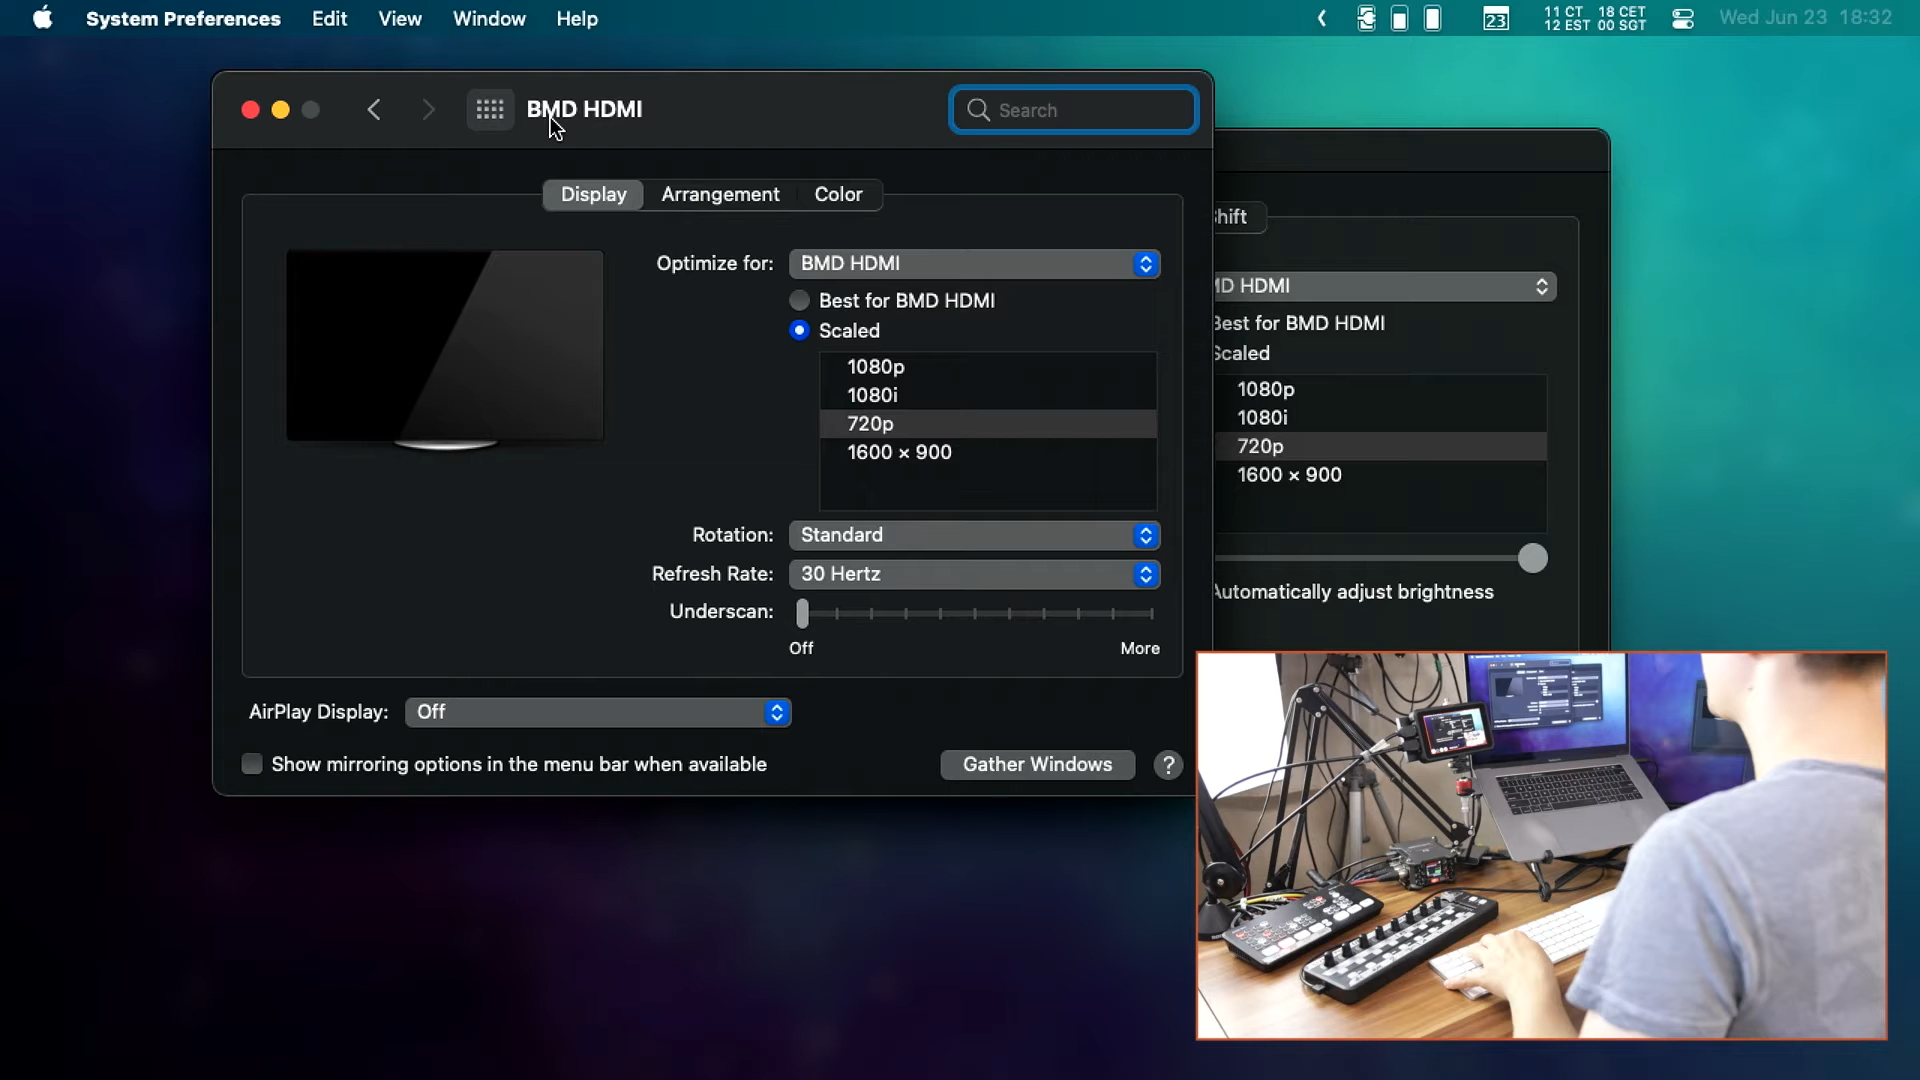 System Preferences Edit View Window Help
23
11 CT 18 CET
12 EST 00 SGT
Wed Jun 23 18:32
BMD HDMI
Search
Display Arrangement Color
Optimize for: BMD HDMI
Best for BMD HDMI
Scaled
1080p
1080i
720p
1600 × 900
Rotation: Standard
Refresh Rate: 30 Hertz
Underscan:
Off More
AirPlay Display: Off
Show mirroring options in the menu bar when available
Gather Windows ?
HDMI
Best for BMD HDMI
Scaled
1080p
1080i
720p
1600 × 900
Automatically adjust brightness